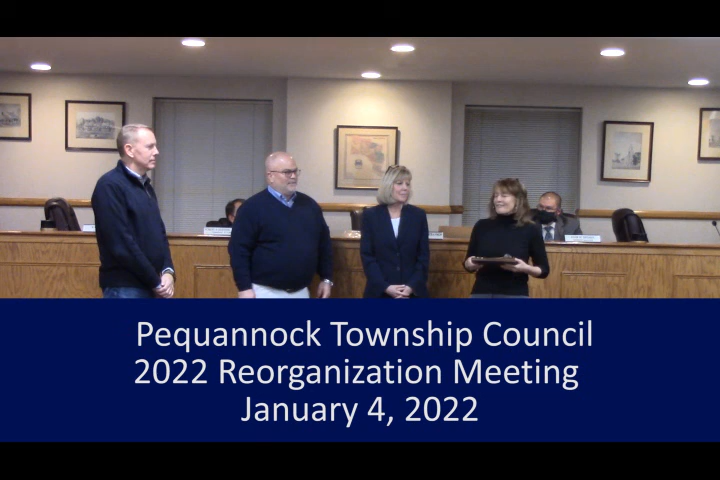 Pequannock Township Council
2022 Reorganization Meeting
January 4, 2022